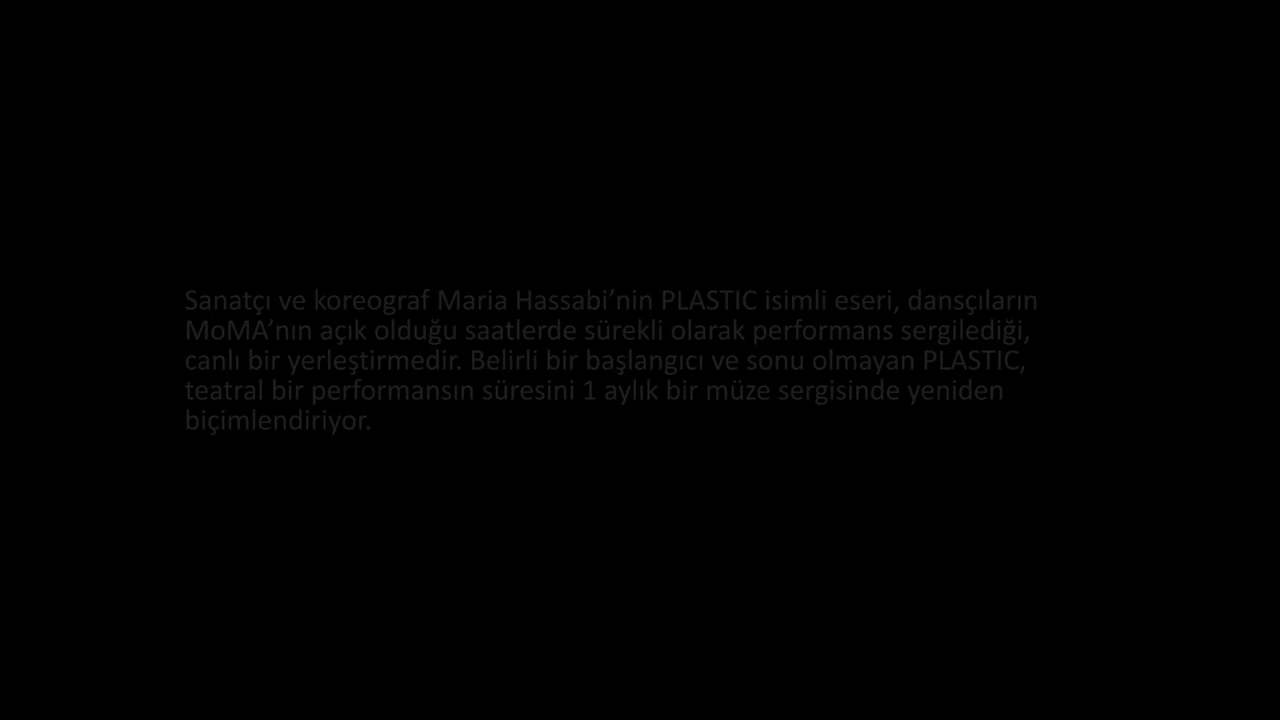 Sanatçı ve koreograf Maria Hassabi’nin PLASTIC isimli eseri, dansçıların
MoMA’nın açık olduğu saatlerde sürekli olarak performans sergilediği,
canlı bir yerleştirmedir. Belirli bir başlangıcı ve sonu olmayan PLASTIC,
teatral bir performansın süresini 1 aylık bir müze sergisinde yeniden
biçimlendiriyor.